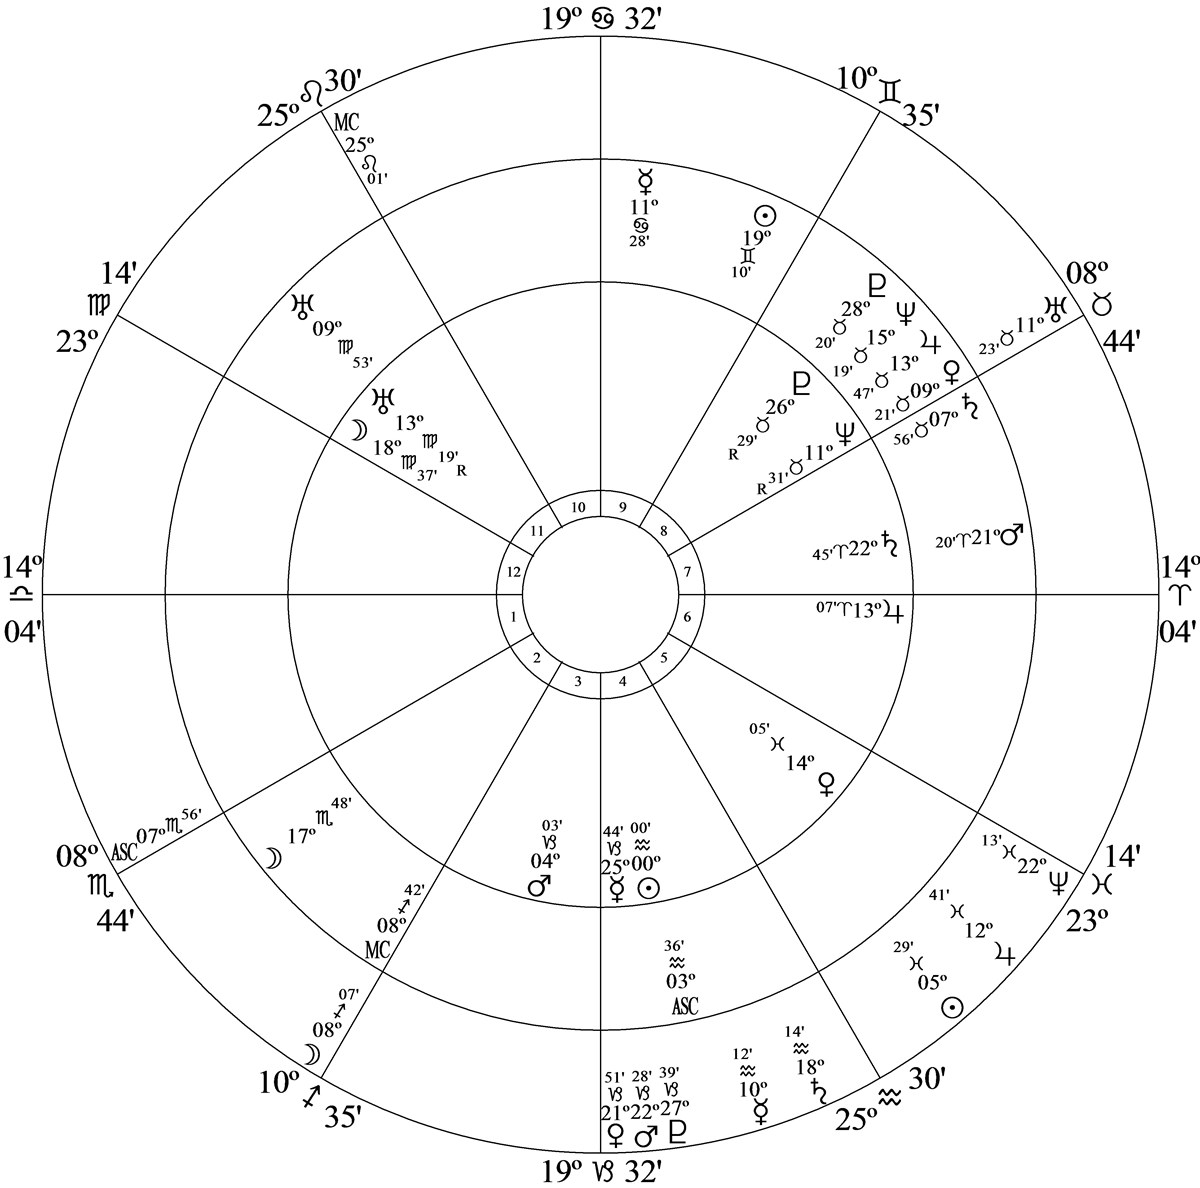 19º ♋ 32'
10º ♊ 35'
25º ♌ 30'
MC
25º
♌
01'
☿
11º
♋
28'
☉
19º
♊
10'
14'
♍
23º
♅
09º
♍
53'
♇
28º
♉
20'
♆
15º
♉
19'
♃
13º
♉
47'
♀
09º
♉
21'
♄
07º
♉
56'
♅
11º
♉
23'
08º
♉
44'
♅
13º
♍
19'
R
☽
18º
♍
37'
♇
26º
♉
29'
R
♆
11º
♉
31'
R
10
9
11
8
12
7
1
6
2
5
3
4
14º
♎
04'
45'♈22º♄
20'♈21º♂
07'♈13º♃
14º
♈
04'
05'
♓
14º
♀
ASC 07º♏56'
08º
♏
44'
☽
17º
♏
48'
03'
♑
04º
♂
44'
♑
25º
☿
00'
♒
00º
☉
13'
♓
22º
♆
14'
♓
23º
42'
♐
08º
MC
41'
♓
12º
♃
29'
♓
05º
☉
36'
♒
03º
ASC
07'
♐
08º
☽
10º
♐
35'
51'
♑
21º
♀
28'
♑
22º
♂
39'
♑
27º
♇
12'
♒
10º
☿
14'
♒
18º
♄
25º ♒ 30'
19º ♑ 32'